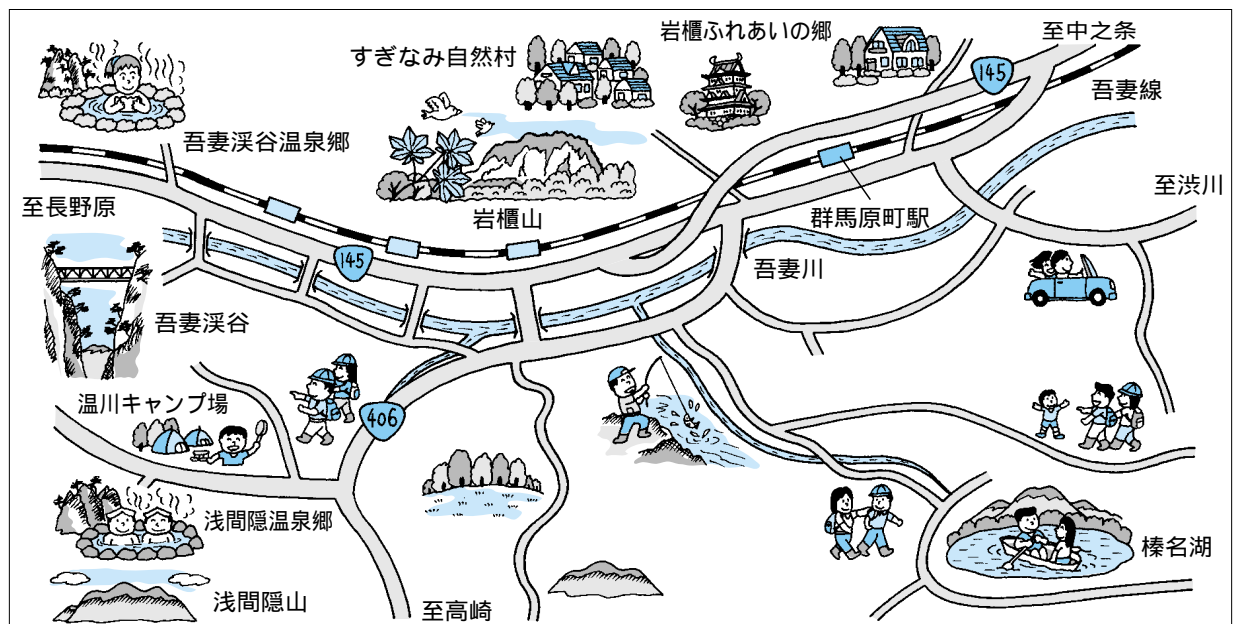 岩櫃ふれあいの郷
至中之条
すぎなみ自然村
145
吾妻線
吾妻渓谷温泉郷
至渋川
至長野原
岩櫃山
群馬原町駅
145
吾妻川
吾妻渓谷
温川キャンプ場
406
浅間隠温泉郷
榛名湖
浅間隠山
至高崎